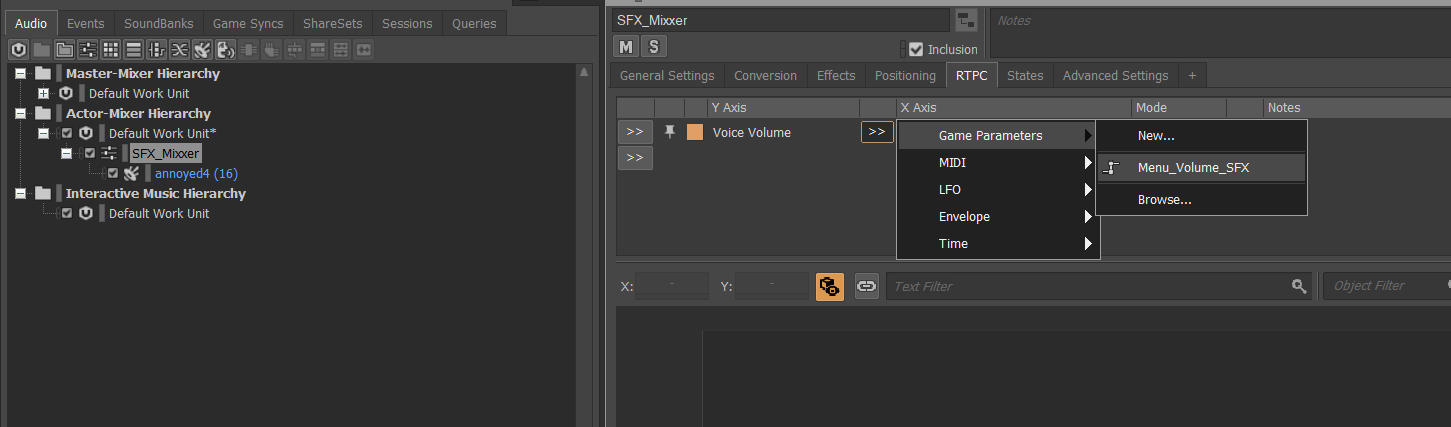 Audio Events SoundBanks Game Syncs ShareSets Sessions Queries
Master-Mixer Hierarchy
Default Work Unit
Actor-Mixer Hierarchy
Default Work Unit*
SFX_Mixxer
annoyed4 (16)
Interactive Music Hierarchy
Default Work Unit
SFX_Mixxer
Notes
M S
Inclusion
General Settings Conversion Effects Positioning RTPC States Advanced Settings +
Y Axis X Axis Mode Notes
>> Voice Volume >>
>>
Game Parameters
MIDI
LFO
Envelope
Time
New...
Menu_Volume_SFX
Browse...
X: - Y: - Text Filter Object Filter